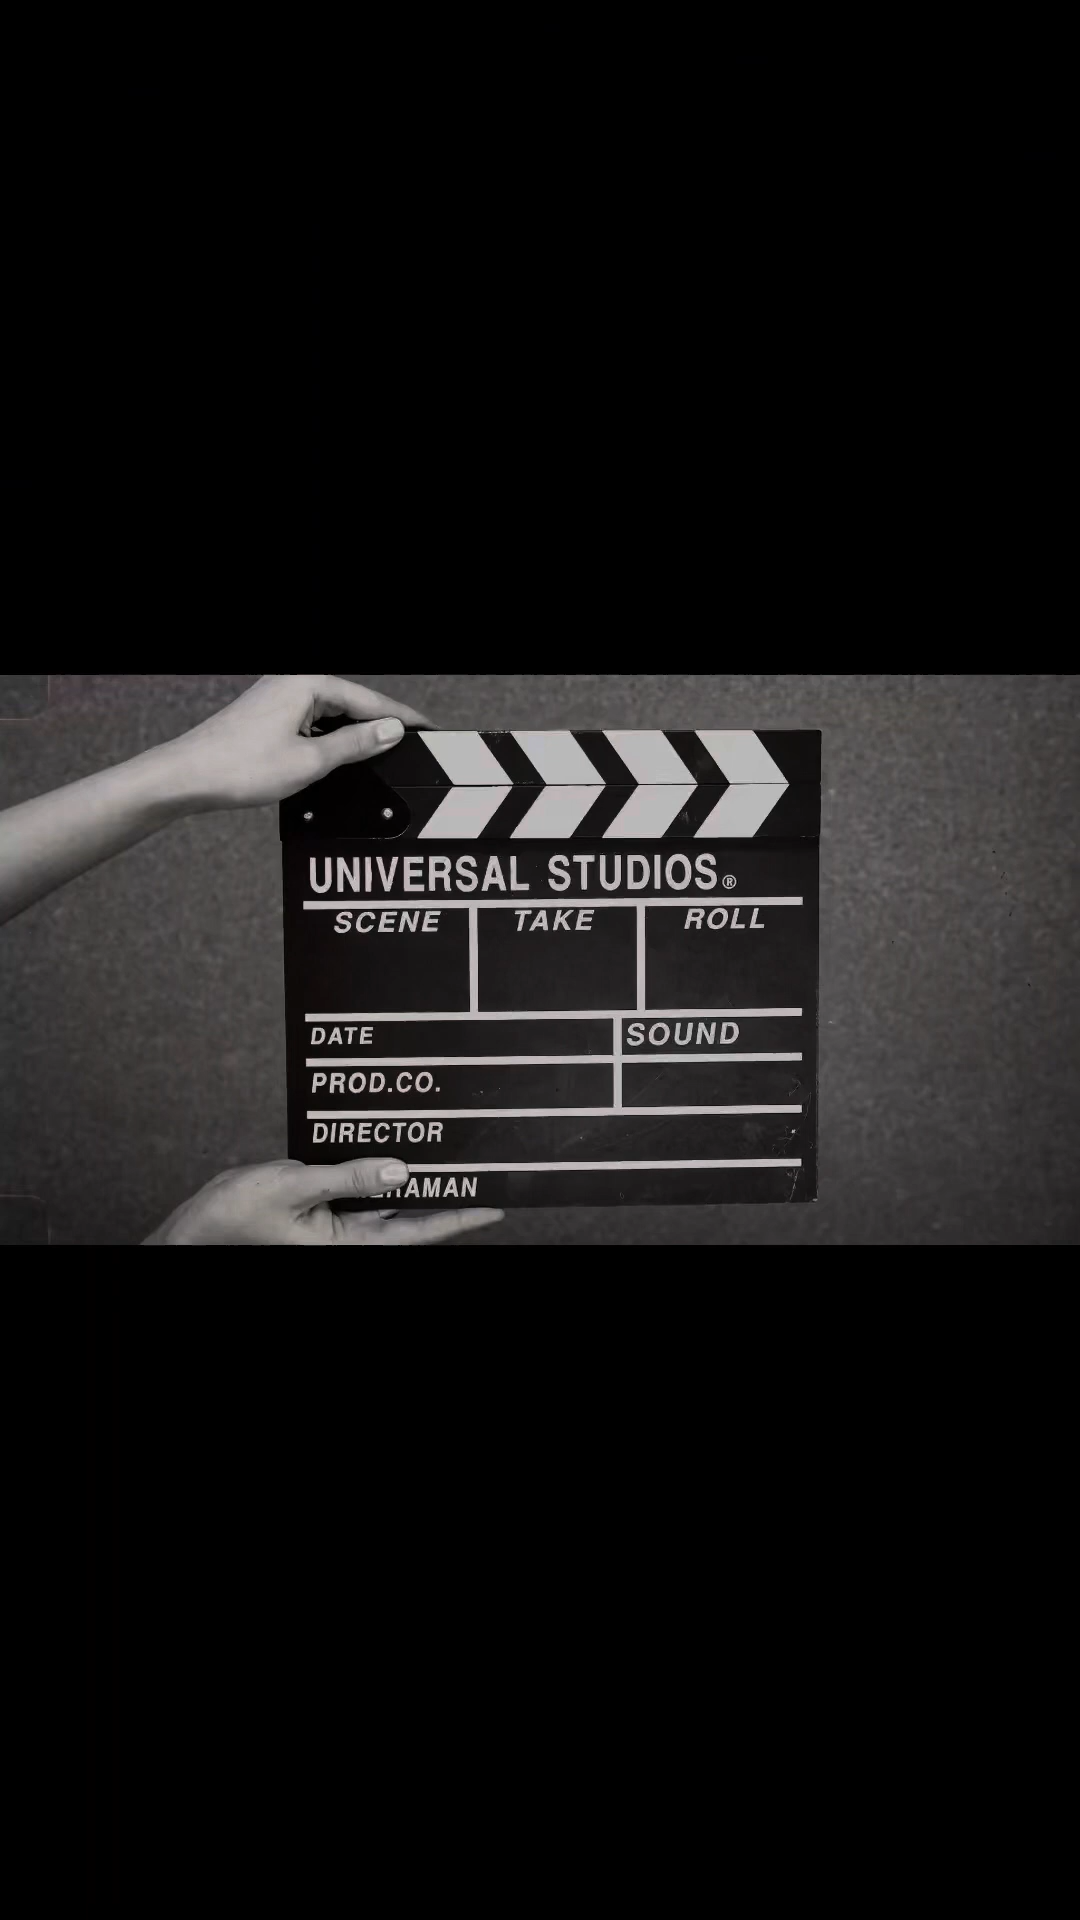 UNIVERSAL STUDIOS®
SCENE TAKE ROLL
DATE SOUND
PROD.CO.
DIRECTOR